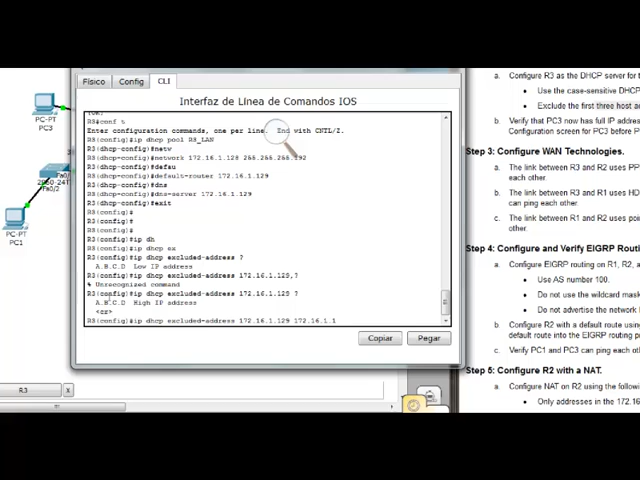 Físico Config CLI
Interfaz de Línea de Comandos IOS
R3#conf t
Enter configuration commands, one per line. End with CNTL/Z.
R3(config)#ip dhcp pool R3_LAN
R3(dhcp-config)#netw
R3(dhcp-config)#network 172.16.1.128 255.255.255.192
R3(dhcp-config)#defau
R3(dhcp-config)#default-router 172.16.1.129
R3(dhcp-config)#dns
R3(dhcp-config)#dns-server 172.16.1.129
R3(dhcp-config)#exit
R3(config)#
R3(config)#
R3(config)#ip dh
R3(config)#ip dhcp ex
R3(config)#ip dhcp excluded-address ?
A.B.C.D Low IP address
R3(config)#ip dhcp excluded-address 172.16.1.129,?
% Unrecognized command
R3(config)#ip dhcp excluded-address 172.16.1.129 ?
A.B.C.D High IP address
<cr>
R3(config)#ip dhcp excluded-address 172.16.1.129 172.16.1.1
Copiar Pegar
PC-PT
PC3
Fa0/2
PC-PT
PC1
R3 x
a. Configure R3 as the DHCP server for t
• Use the case-sensitive DHCP
• Exclude the first three host a
b. Verify that PC3 now has full IP addres
Configuration screen for PC3 before P
Step 3: Configure WAN Technologies.
a. The link between R3 and R2 uses PP
each other.
b. The link between R3 and R1 uses HD
can ping each other.
c. The link between R1 and R2 uses poin
other.
Step 4: Configure and Verify EIGRP Routi
a. Configure EIGRP routing on R1, R2, a
• Use AS number 100.
• Do not use the wildcard mask
• Do not advertise the network
b. Configure R2 with a default route using
default route into the EIGRP routing p
c. Verify PC1 and PC3 can ping each othe
Step 5: Configure R2 with a NAT.
a. Configure NAT on R2 using the followin
• Only addresses in the 172.16